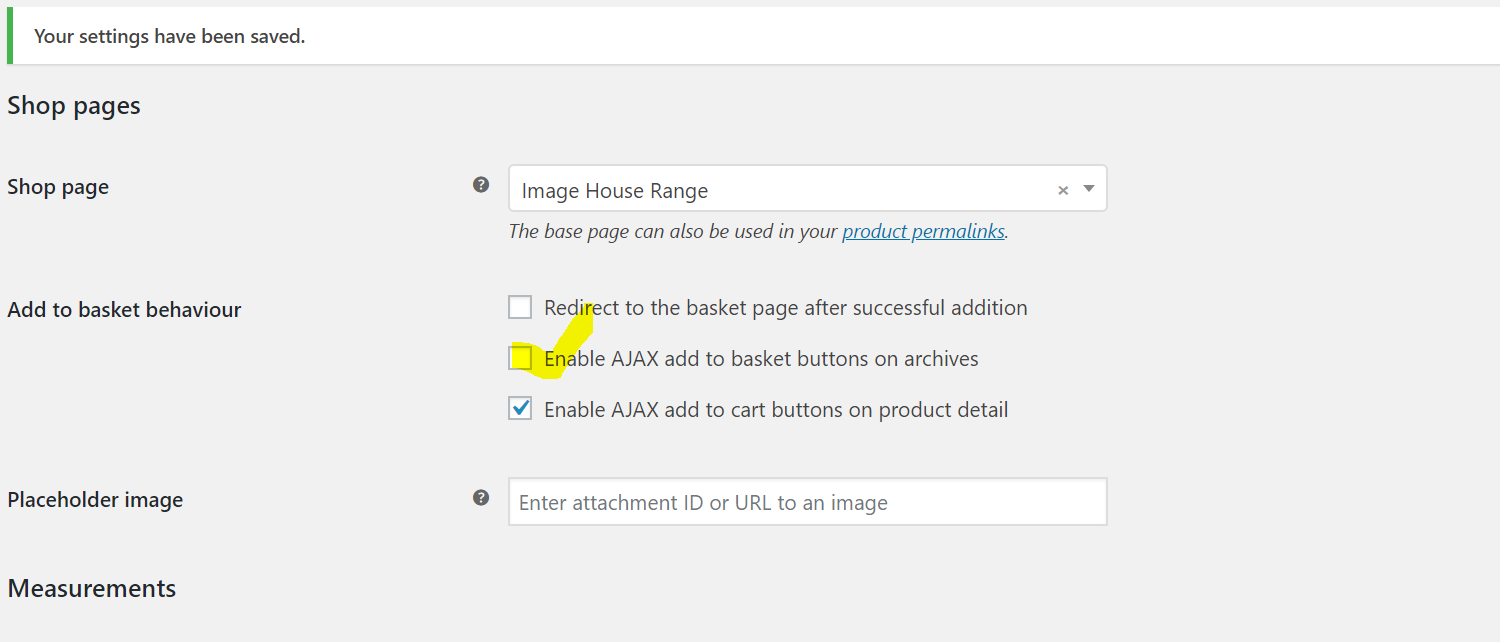 Your settings have been saved.
Shop pages
Shop page
Image House Range
The base page can also be used in your product permalinks.
Add to basket behaviour
Redirect to the basket page after successful addition
Enable AJAX add to basket buttons on archives
Enable AJAX add to cart buttons on product detail
Placeholder image
Enter attachment ID or URL to an image
Measurements